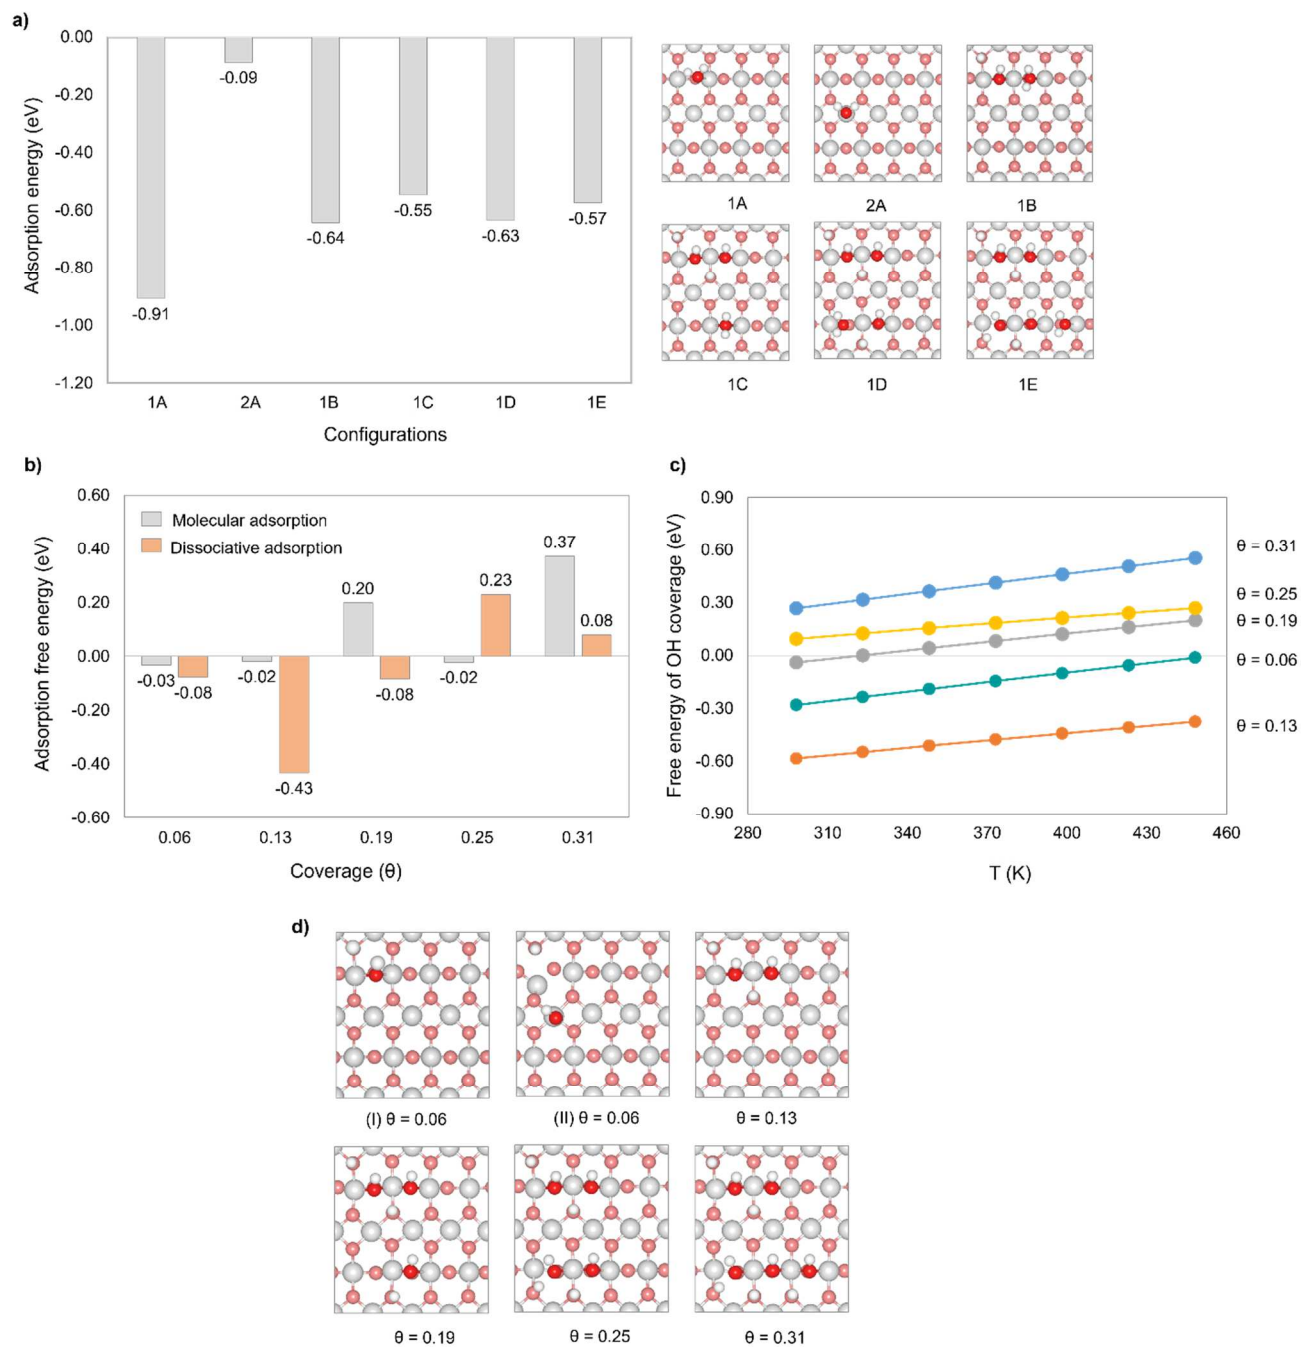 a)
0.00
-0.20
-0.40
-0.60
-0.80
-1.00
-1.20
Adsorption energy (eV)
-0.91
-0.09
-0.64
-0.55
-0.63
-0.57
1A 2A 1B 1C 1D 1E
Configurations
1A 2A 1B
1C 1D 1E
b)
0.60
0.40
0.20
0.00
-0.20
-0.40
-0.60
Adsorption free energy (eV)
Molecular adsorption
Dissociative adsorption
-0.03
-0.08
-0.02
-0.43
0.20
-0.08
-0.02
0.23
0.37
0.08
0.06 0.13 0.19 0.25 0.31
Coverage (θ)
c)
0.90
0.60
0.30
0.00
-0.30
-0.60
-0.90
Free energy of OH coverage (eV)
θ = 0.31
θ = 0.25
θ = 0.19
θ = 0.06
θ = 0.13
280 310 340 370 400 430 460
T (K)
d)
(I) θ = 0.06 (II) θ = 0.06 θ = 0.13
θ = 0.19 θ = 0.25 θ = 0.31